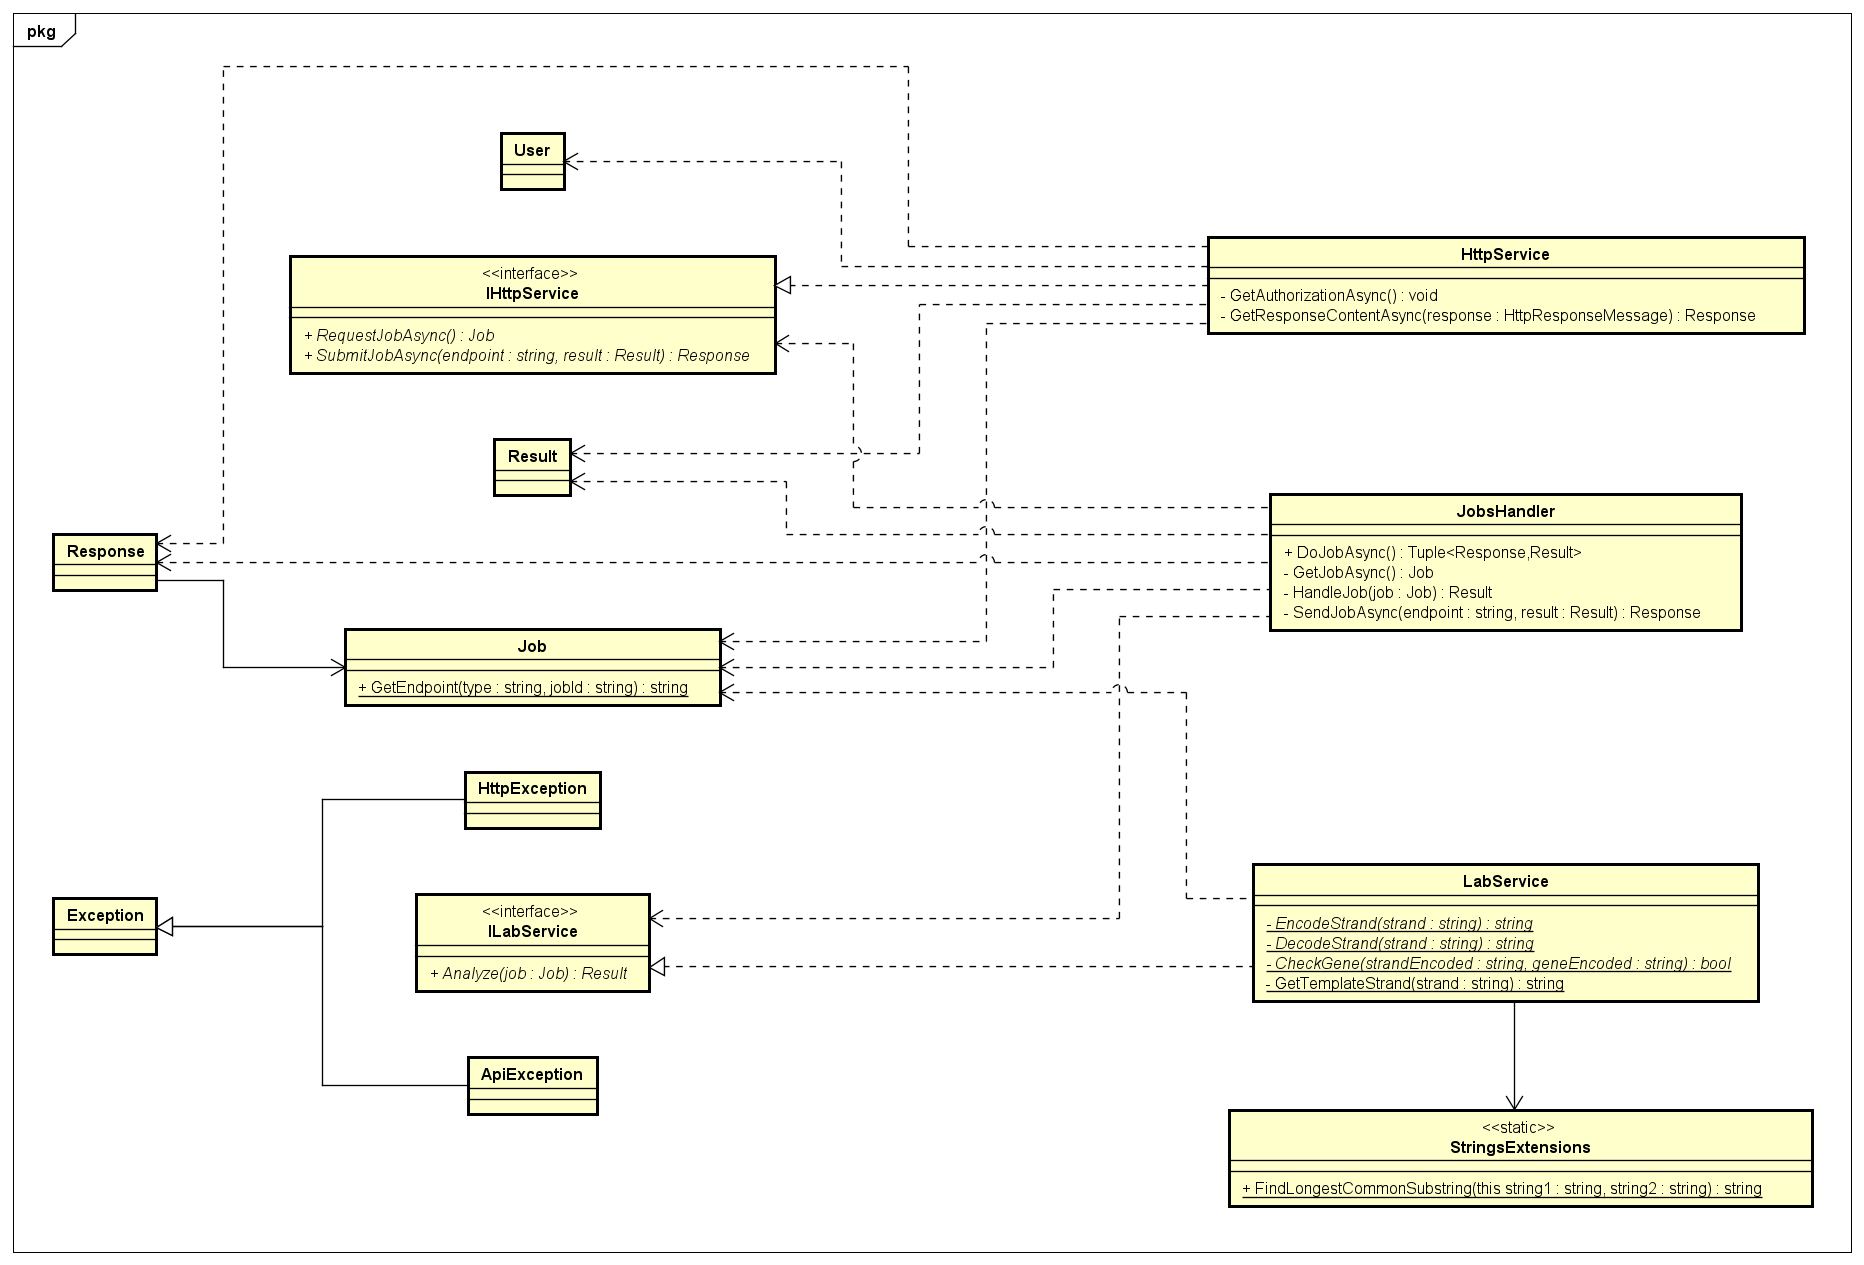 pkg
User
<<interface>>
IHttpService
+ RequestJobAsync() : Job
+ SubmitJobAsync(endpoint : string, result : Result) : Response
HttpService
- GetAuthorizationAsync() : void
- GetResponseContentAsync(response : HttpResponseMessage) : Response
Result
Response
JobsHandler
+ DoJobAsync() : Tuple<Response,Result>
- GetJobAsync() : Job
- HandleJob(job : Job) : Result
- SendJobAsync(endpoint : string, result : Result) : Response
Job
+ GetEndpoint(type : string, jobId : string) : string
HttpException
Exception
<<interface>>
ILabService
+ Analyze(job : Job) : Result
LabService
- EncodeStrand(strand : string) : string
- DecodeStrand(strand : string) : string
- CheckGene(strandEncoded : string, geneEncoded : string) : bool
- GetTemplateStrand(strand : string) : string
ApiException
<<static>>
StringsExtensions
+ FindLongestCommonSubstring(this string1 : string, string2 : string) : string